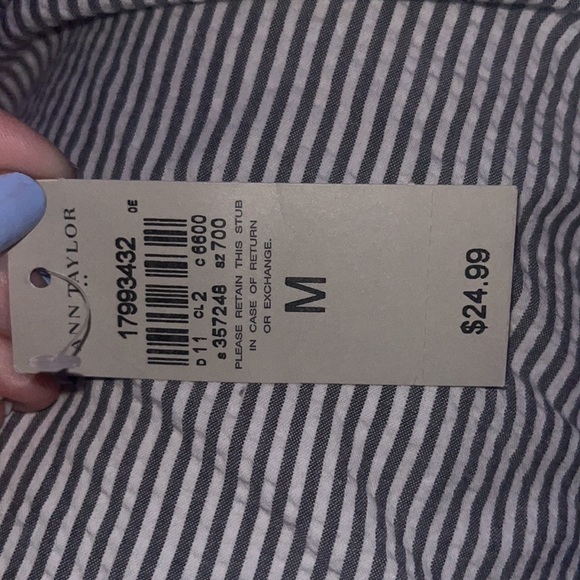 ANN TAYLOR
DE
17993432
D 11 CL 2 C 6600
S 357248 SZ 700
PLEASE RETAIN THIS STUB
IN CASE OF RETURN
OR EXCHANGE.
M
$24.99